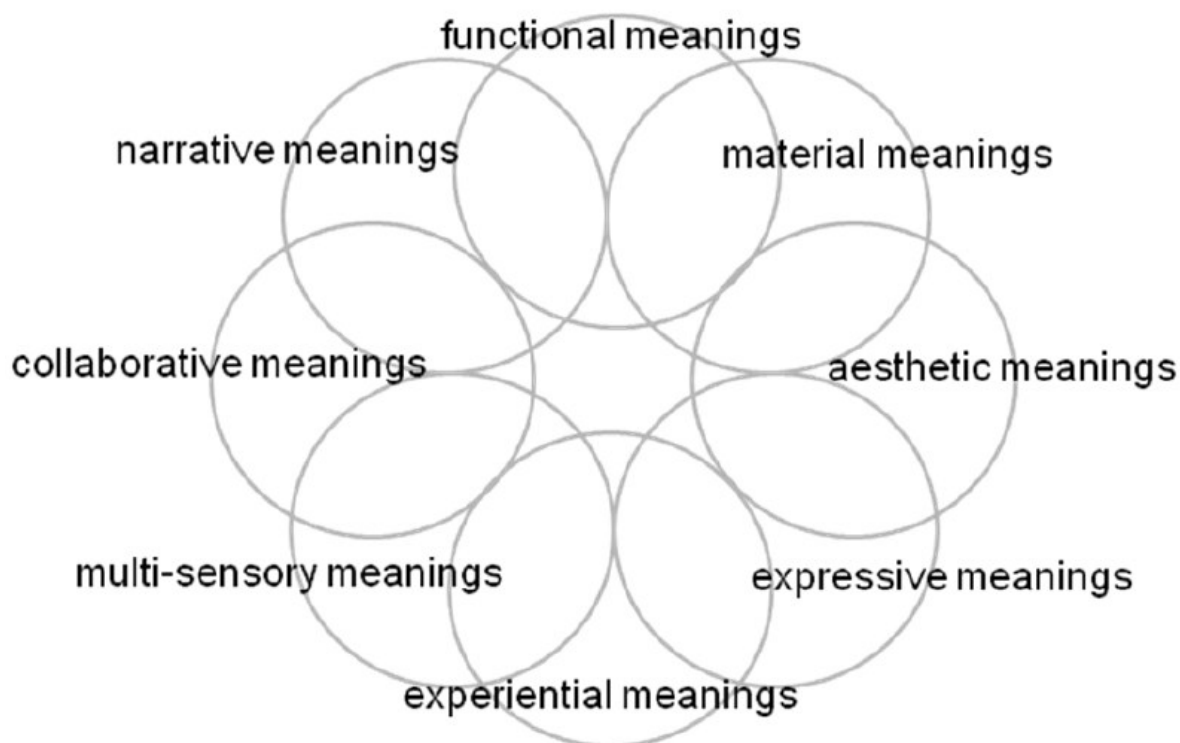 functional meanings
narrative meanings
material meanings
collaborative meanings
aesthetic meanings
multi-sensory meanings
expressive meanings
experiential meanings